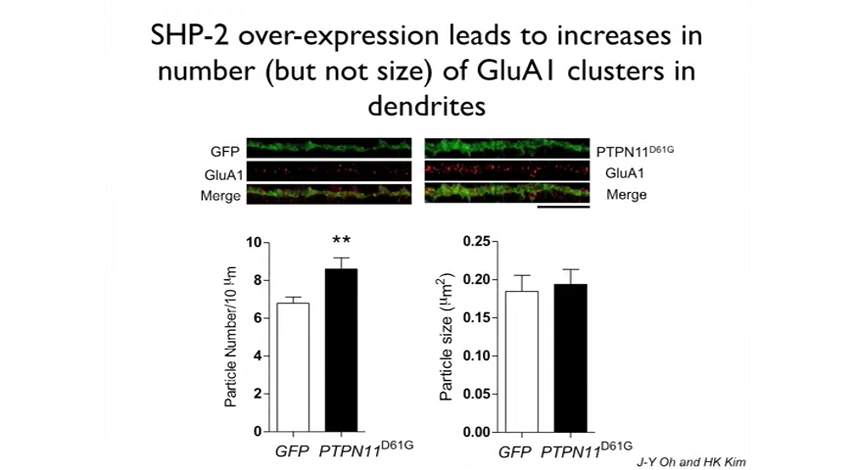 SHP-2 over-expression leads to increases in
number (but not size) of GluA1 clusters in
dendrites
GFP
GluA1
Merge
PTPN11D61G
GluA1
Merge
Particle Number/10 μm
10
8
6
4
2
0
**
GFP PTPN11D61G
Particle size (μm²)
0.25
0.20
0.15
0.10
0.05
0.00
GFP PTPN11D61G
J-Y Oh and HK Kim